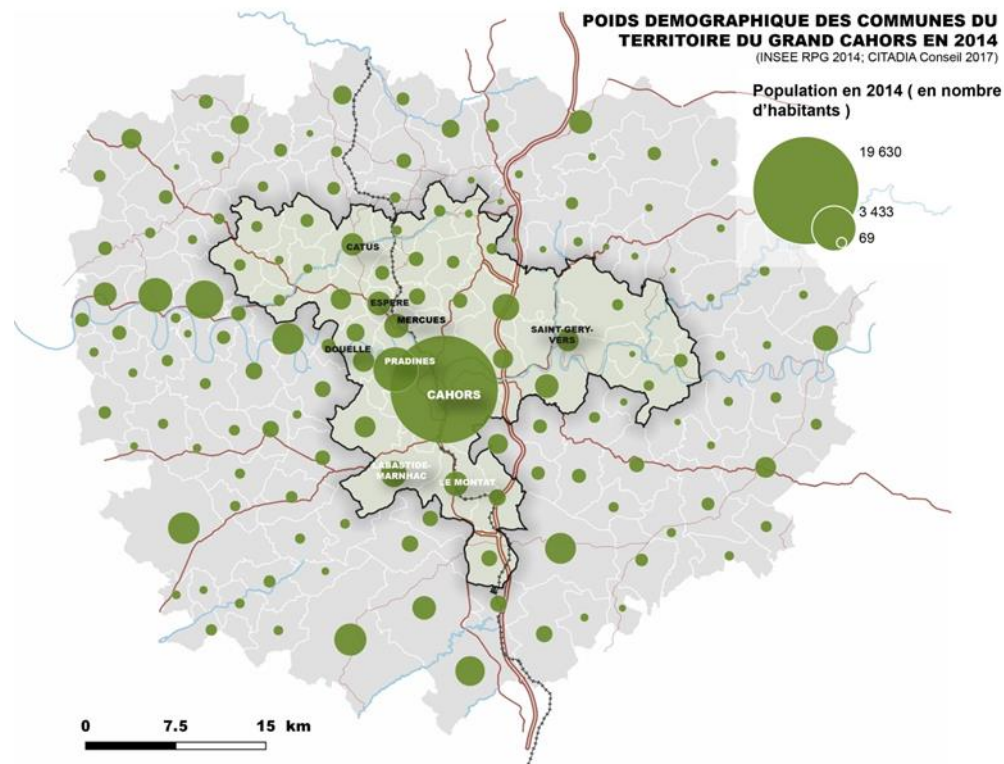 POIDS DEMOGRAPHIQUE DES COMMUNES DU
TERRITOIRE DU GRAND CAHORS EN 2014
(INSEE RPG 2014; CITADIA Conseil 2017)
Population en 2014 ( en nombre
d'habitants )
19 630
3 433
69
CATUS
ESPERE
MERCUES
SAINT-GERY-
VERS
DOUELLE
PRADINES
CAHORS
LABASTIDE-
MARNHAC
LE MONTAT
0 7.5 15 km